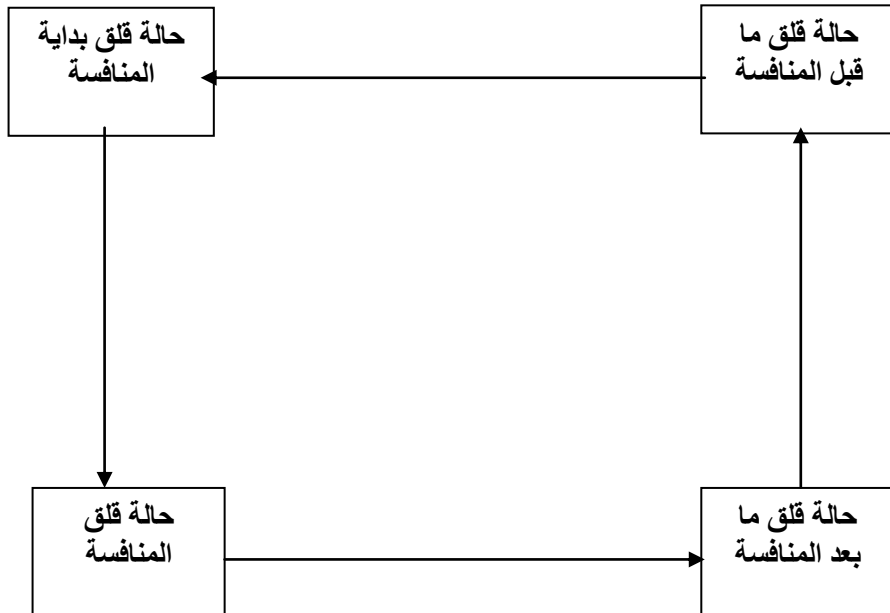 حالة قلق ما
قبل المنافسة
حالة قلق بداية
المنافسة
حالة قلق
المنافسة
حالة قلق ما
بعد المنافسة